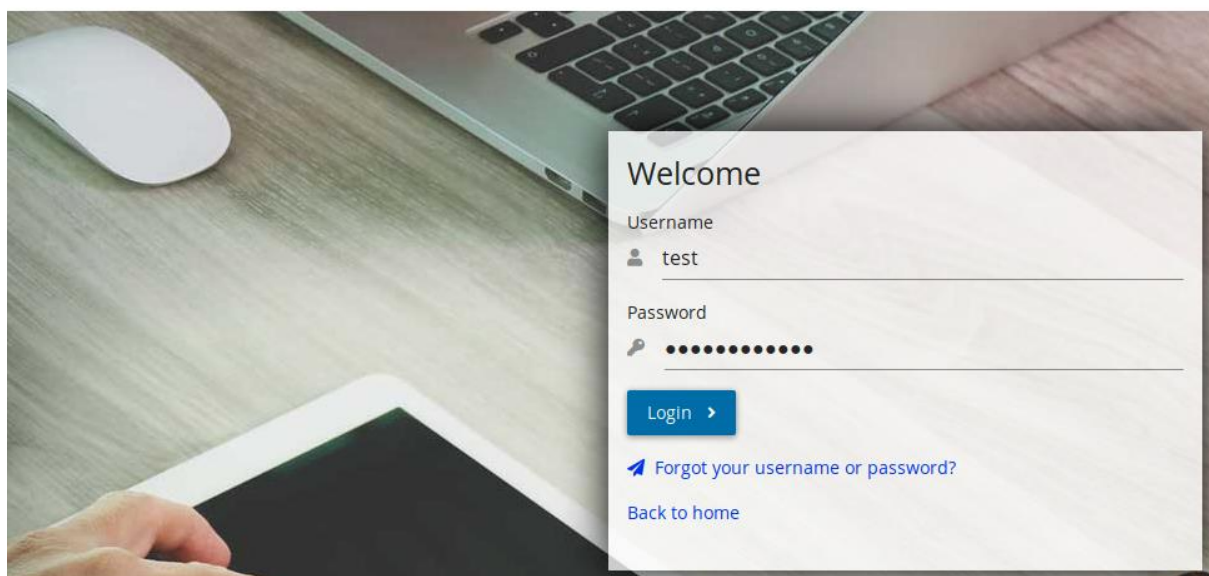 Welcome
Username
test
Password
••••••••••••
Login
Forgot your username or password?
Back to home